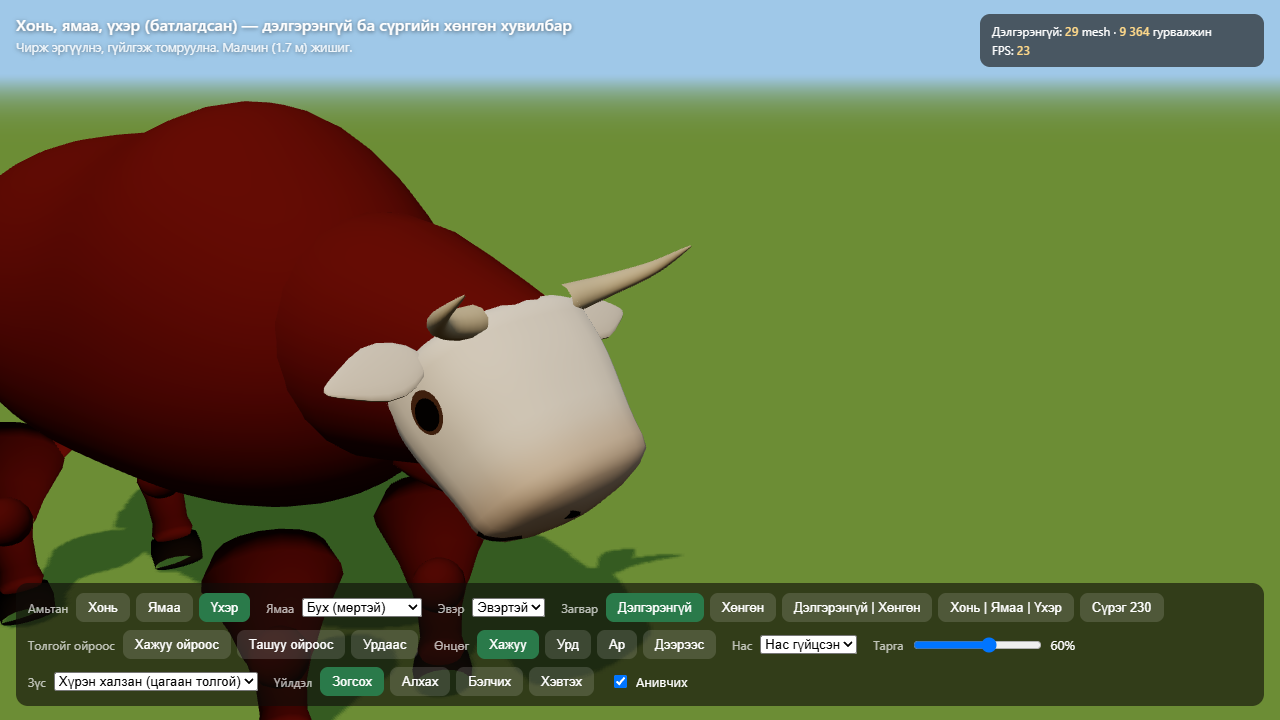 Хонь, ямаа, үхэр (батлагдсан) — дэлгэрэнгүй ба сүргийн хөнгөн хувилбар
Чирж эргүүлнэ, гүйлгэж томруулна. Малчин (1.7 м) жишиг.
Дэлгэрэнгүй: 29 mesh · 9 364 гурвалжин
FPS: 23
Амьтан Хонь Ямаа Үхэр Ямаа Бух (мөртэй) Эвэр Эвэртэй Загвар Дэлгэрэнгүй Хөнгөн Дэлгэрэнгүй | Хөнгөн Хонь | Ямаа | Үхэр Сүрэг 230
Толгойг ойроос Хажуу ойроос Ташуу ойроос Урдаас Өнцөг Хажуу Урд Ар Дээрээс Нас Нас гүйцсэн Тарга 60%
Зүс Хүрэн халзан (цагаан толгой) Үйлдэл Зогсох Алхах Бэлчих Хэвтэх Анивчих